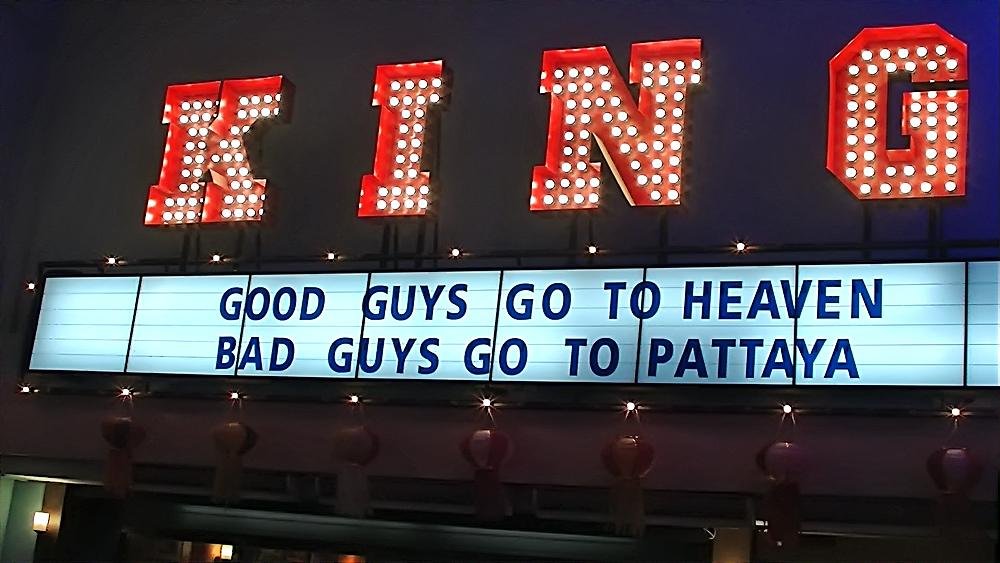 KING
GOOD GUYS GO TO HEAVEN
BAD GUYS GO TO PATTAYA